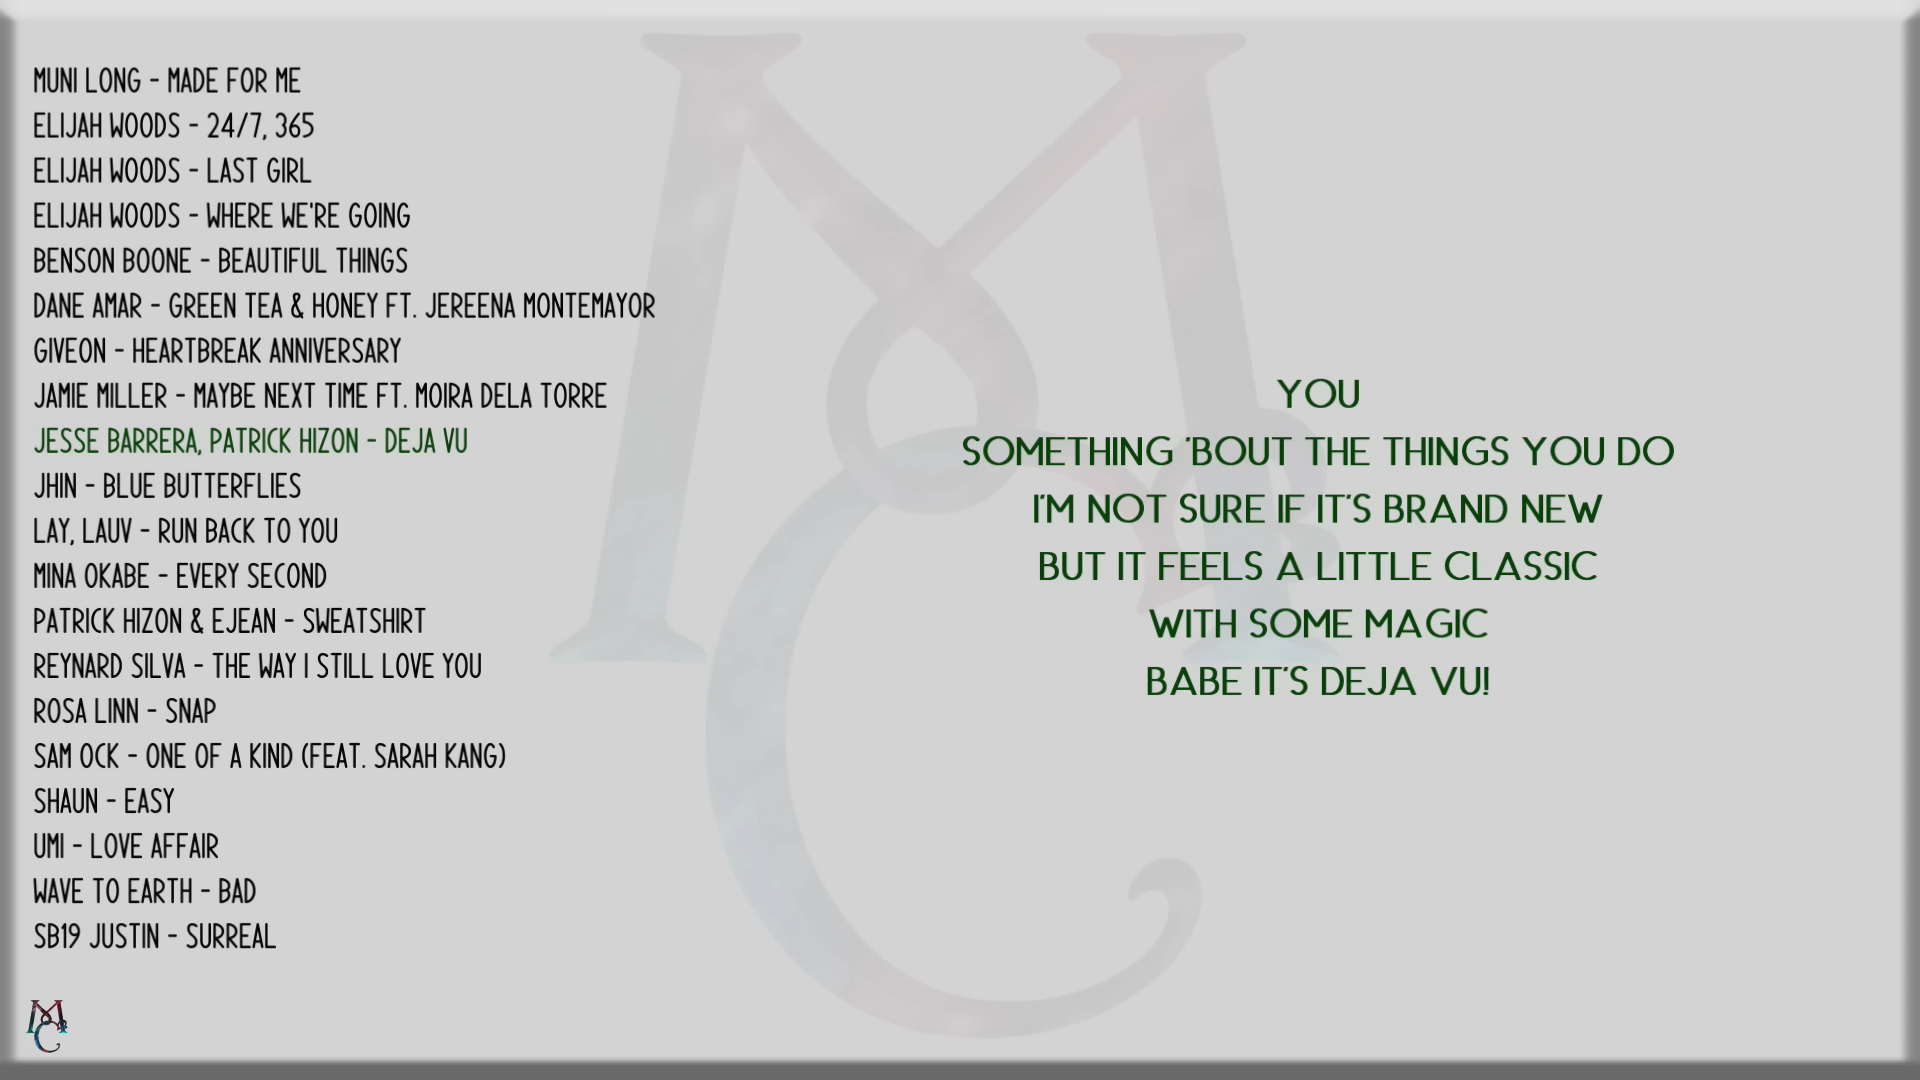 MUNI LONG - MADE FOR ME
ELIJAH WOODS - 24/7, 365
ELIJAH WOODS - LAST GIRL
ELIJAH WOODS - WHERE WE'RE GOING
BENSON BOONE - BEAUTIFUL THINGS
DANE AMAR - GREEN TEA & HONEY FT. JEREENA MONTEMAYOR
GIVEON - HEARTBREAK ANNIVERSARY
JAMIE MILLER - MAYBE NEXT TIME FT. MOIRA DELA TORRE
JESSE BARRERA, PATRICK HIZON - DEJA VU
JHIN - BLUE BUTTERFLIES
LAY, LAUV - RUN BACK TO YOU
MINA OKABE - EVERY SECOND
PATRICK HIZON & EJEAN - SWEATSHIRT
REYNARD SILVA - THE WAY I STILL LOVE YOU
ROSA LINN - SNAP
SAM OCK - ONE OF A KIND (FEAT. SARAH KANG)
SHAUN - EASY
UMI - LOVE AFFAIR
WAVE TO EARTH - BAD
SB19 JUSTIN - SURREAL
YOU
SOMETHING 'BOUT THE THINGS YOU DO
I'M NOT SURE IF IT'S BRAND NEW
BUT IT FEELS A LITTLE CLASSIC
WITH SOME MAGIC
BABE IT'S DEJA VU!